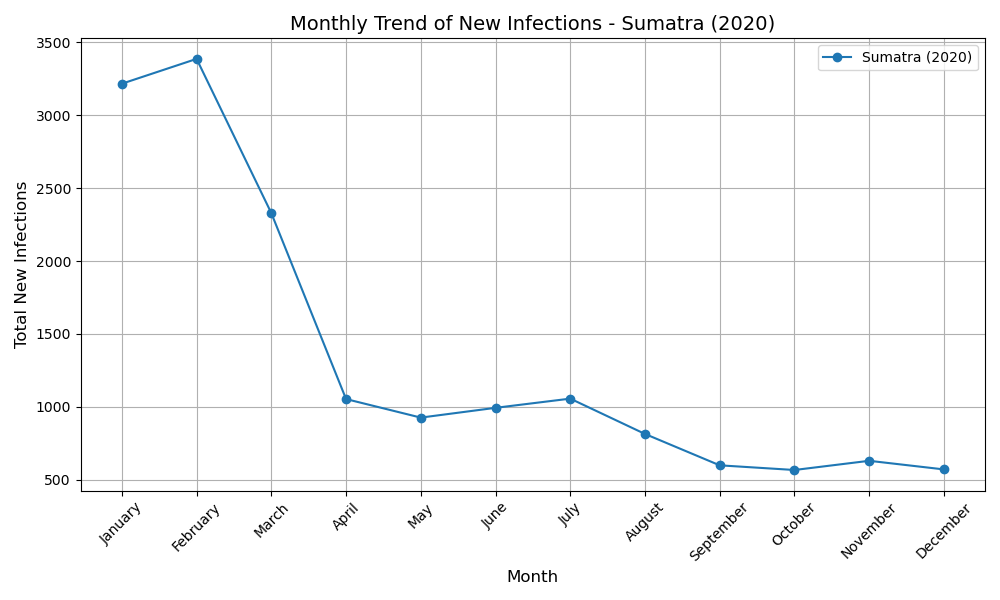 Monthly Trend of New Infections - Sumatra (2020)
Sumatra (2020)
Total New Infections
3500
3000
2500
2000
1500
1000
500
January
February
March
April
May
June
July
August
September
October
November
December
Month